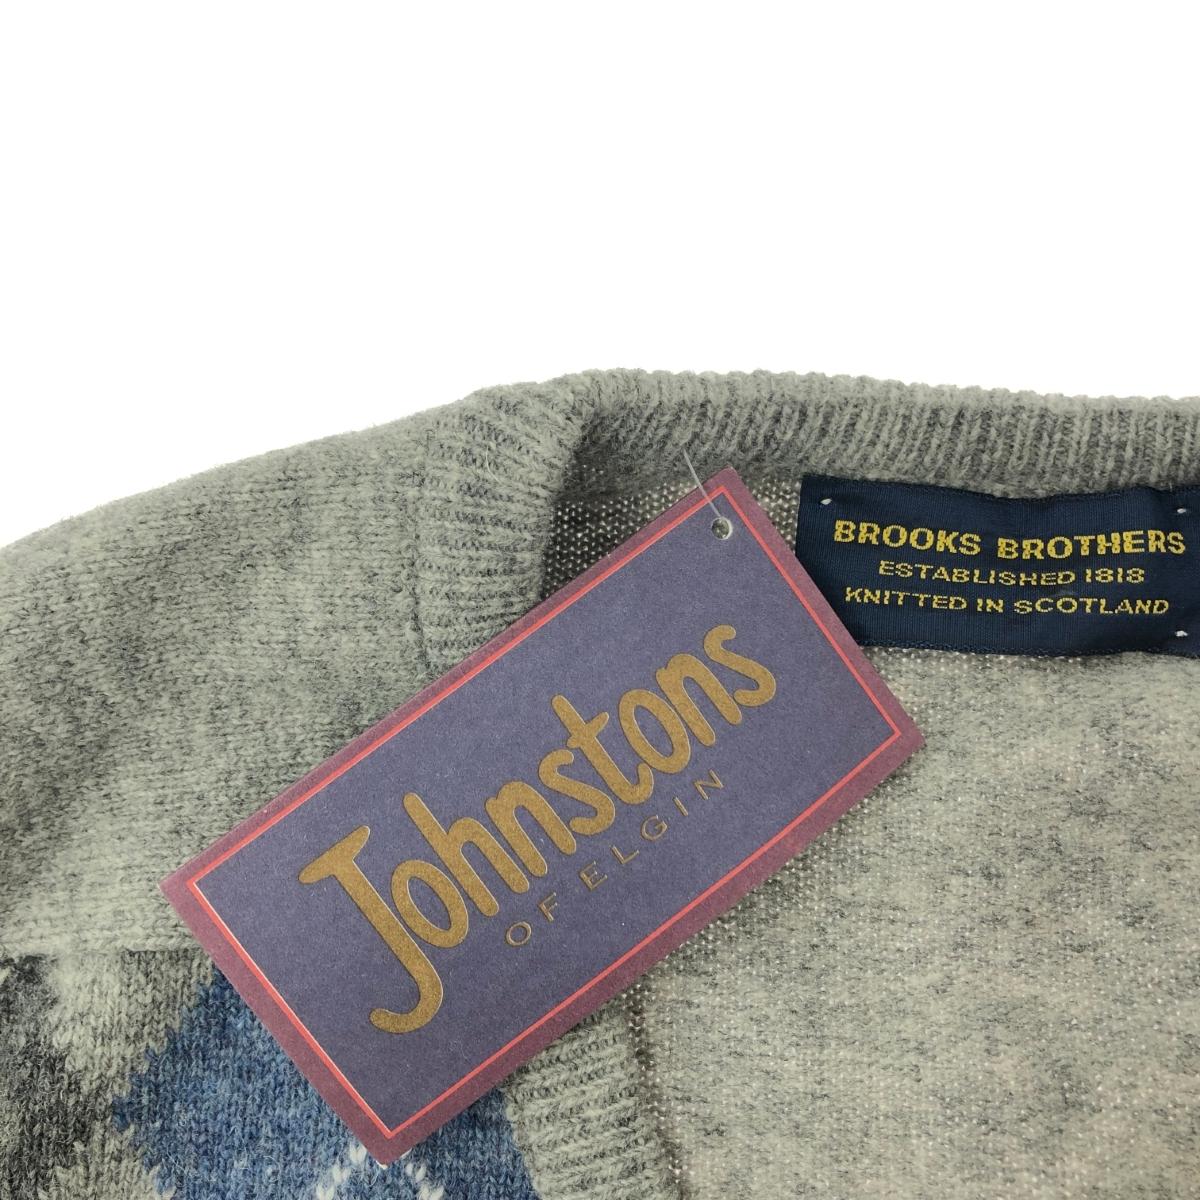 BROOKS BROTHERS
ESTABLISHED 1818
KNITTED IN SCOTLAND
Johnstons
OF ELGIN